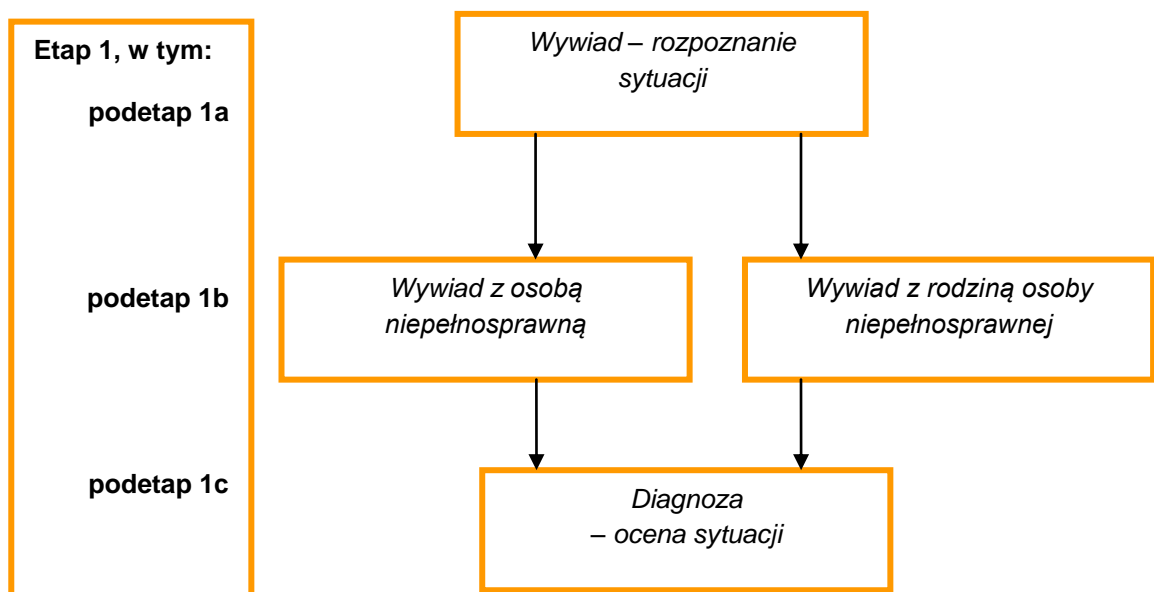 Etap 1, w tym:
podetap 1a
Wywiad – rozpoznanie
sytuacji
podetap 1b
Wywiad z osobą
niepełnosprawną
Wywiad z rodziną osoby
niepełnosprawnej
podetap 1c
Diagnoza
– ocena sytuacji